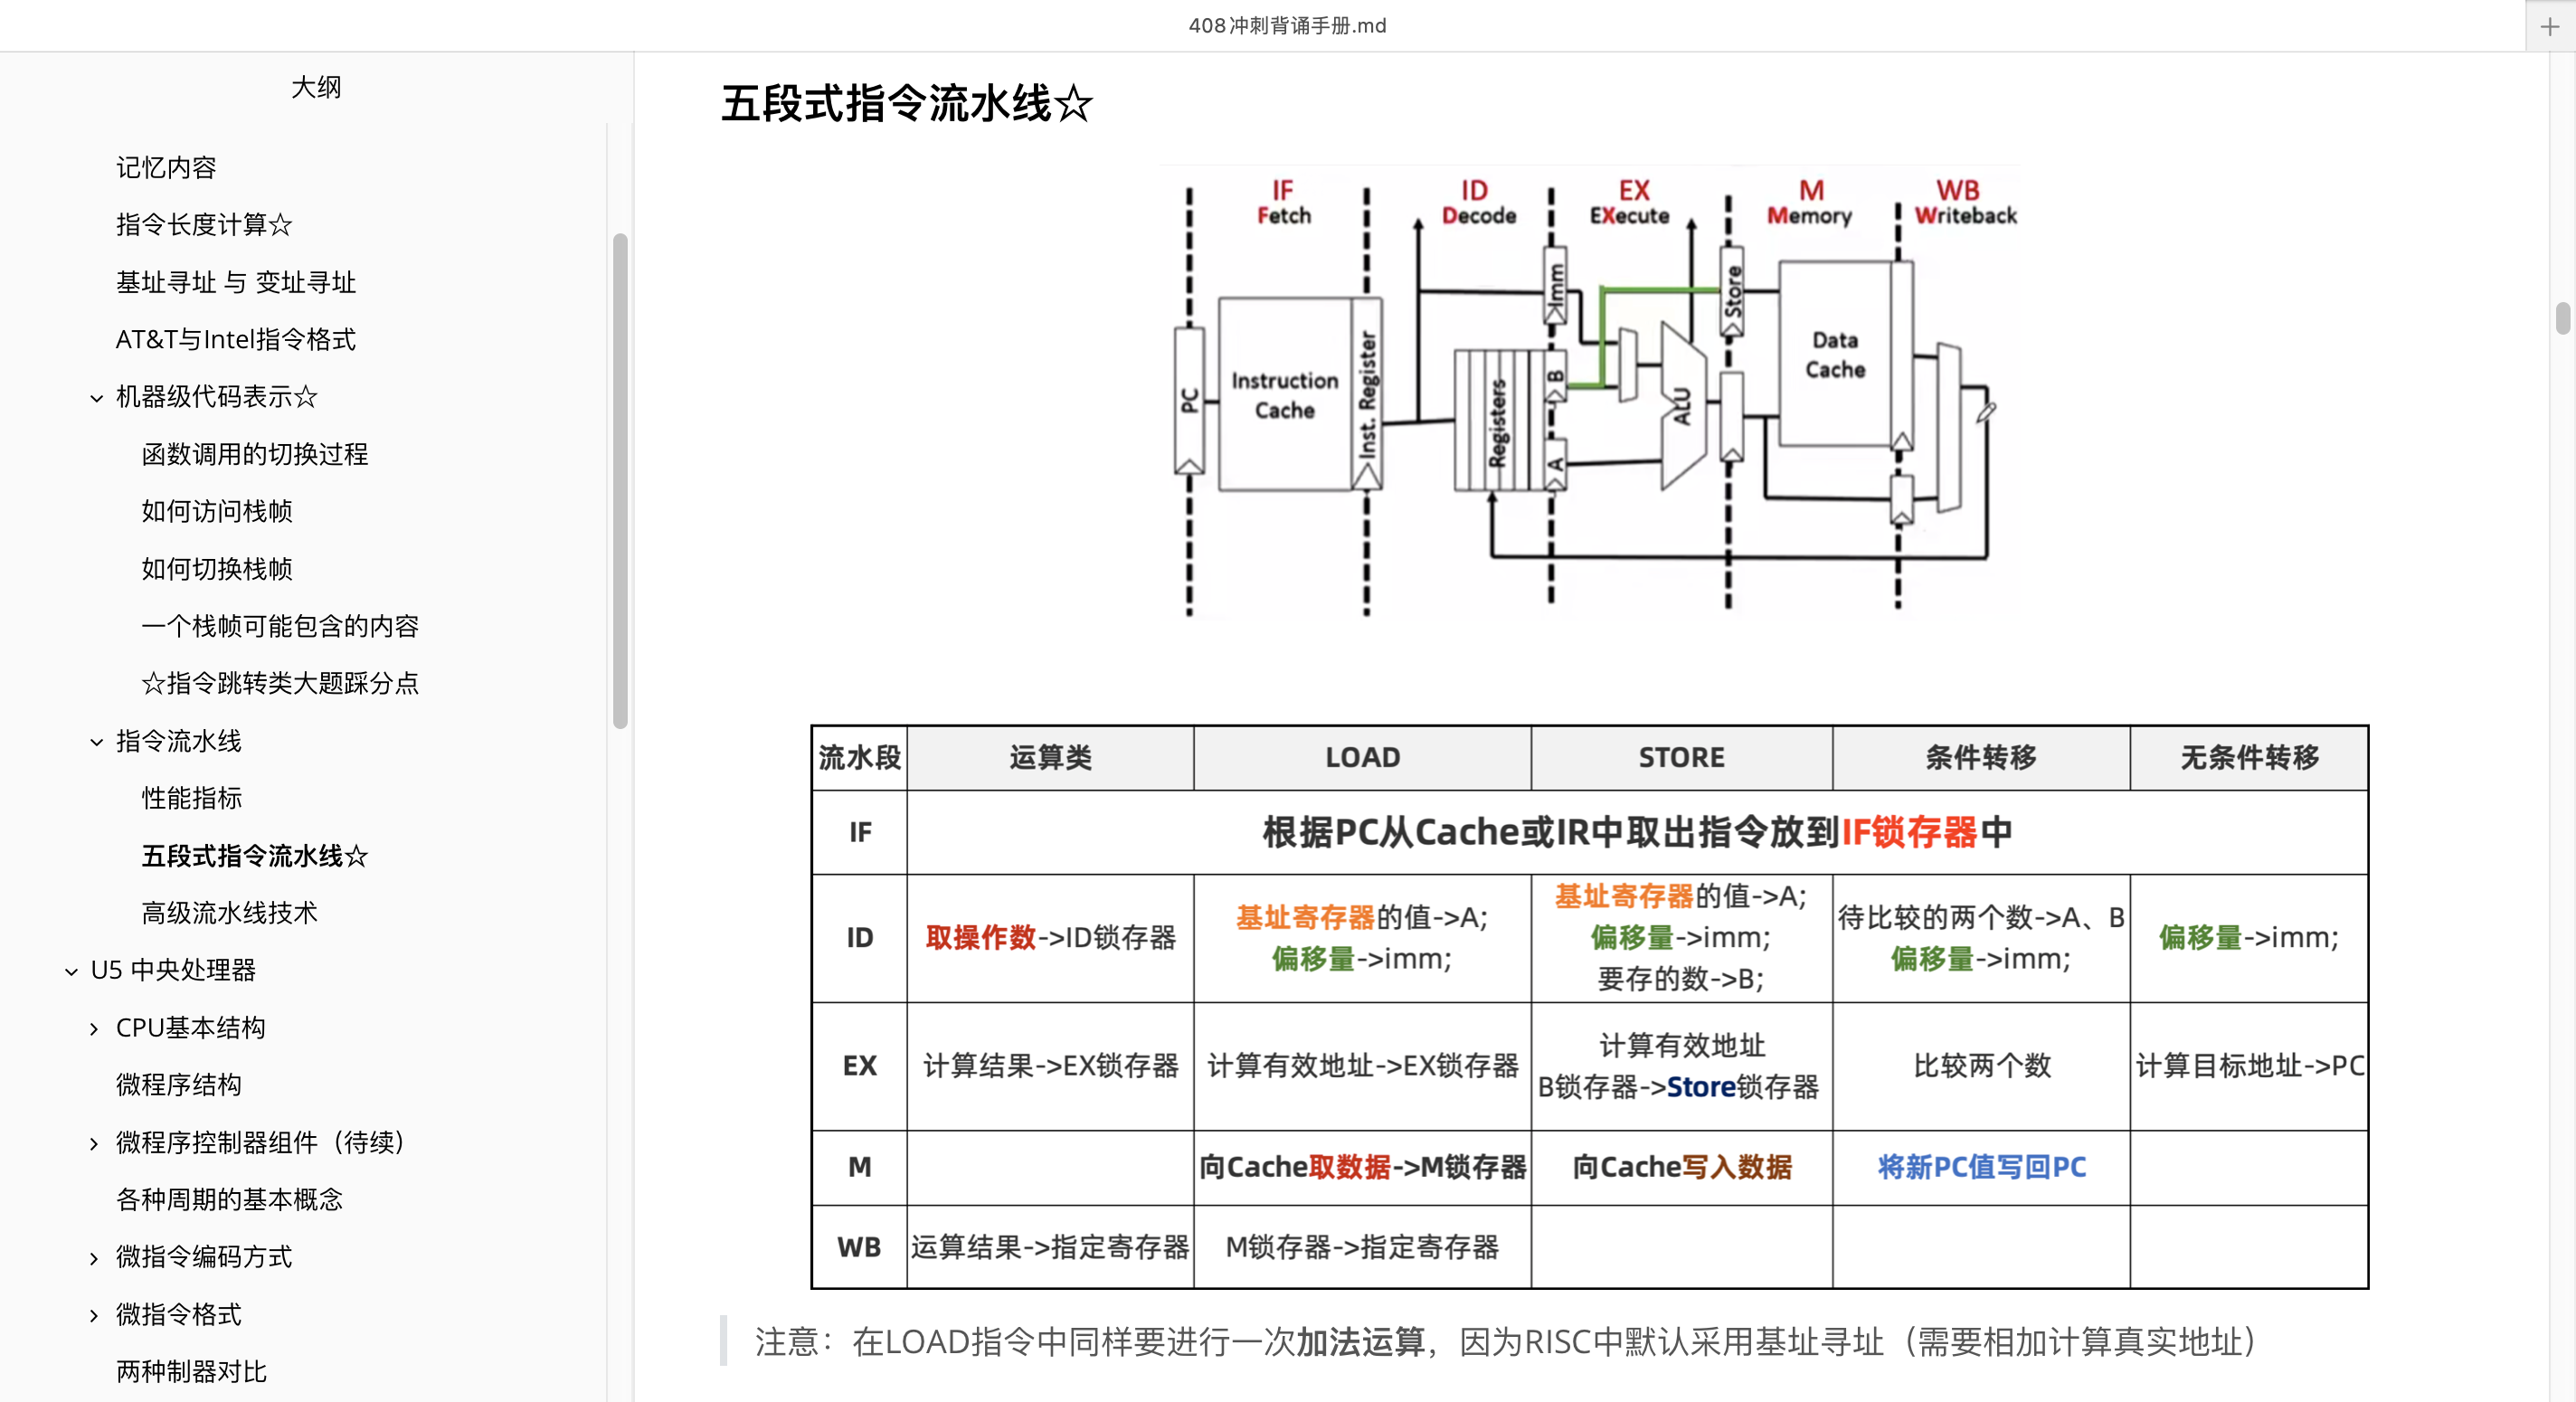 408冲刺背诵手册.md
大纲
记忆内容
指令长度计算☆
基址寻址 与 变址寻址
AT&T与Intel指令格式
机器级代码表示☆
函数调用的切换过程
如何访问栈帧
如何切换栈帧
一个栈帧可能包含的内容
☆指令跳转类大题踩分点
指令流水线
性能指标
五段式指令流水线☆
高级流水线技术
U5 中央处理器
CPU基本结构
微程序结构
微程序控制器组件（待续）
各种周期的基本概念
微指令编码方式
微指令格式
两种制器对比
五段式指令流水线☆
IF ID EX M WB
Fetch Decode EXecute Memory Writeback
PC
Instruction
Cache
Inst. Register
Registers
Imm
B
A
ALU
Store
Data
Cache
流水段 运算类 LOAD STORE 条件转移 无条件转移
IF 根据PC从Cache或IR中取出指令放到IF锁存器中
ID 取操作数->ID锁存器
基址寄存器的值->A;
偏移量->imm;
基址寄存器的值->A;
偏移量->imm;
要存的数->B;
待比较的两个数->A、B
偏移量->imm;
偏移量->imm;
EX 计算结果->EX锁存器 计算有效地址->EX锁存器
计算有效地址
B锁存器->Store锁存器
比较两个数 计算目标地址->PC
M 向Cache取数据->M锁存器 向Cache写入数据 将新PC值写回PC
WB 运算结果->指定寄存器 M锁存器->指定寄存器
注意：在LOAD指令中同样要进行一次加法运算，因为RISC中默认采用基址寻址（需要相加计算真实地址）